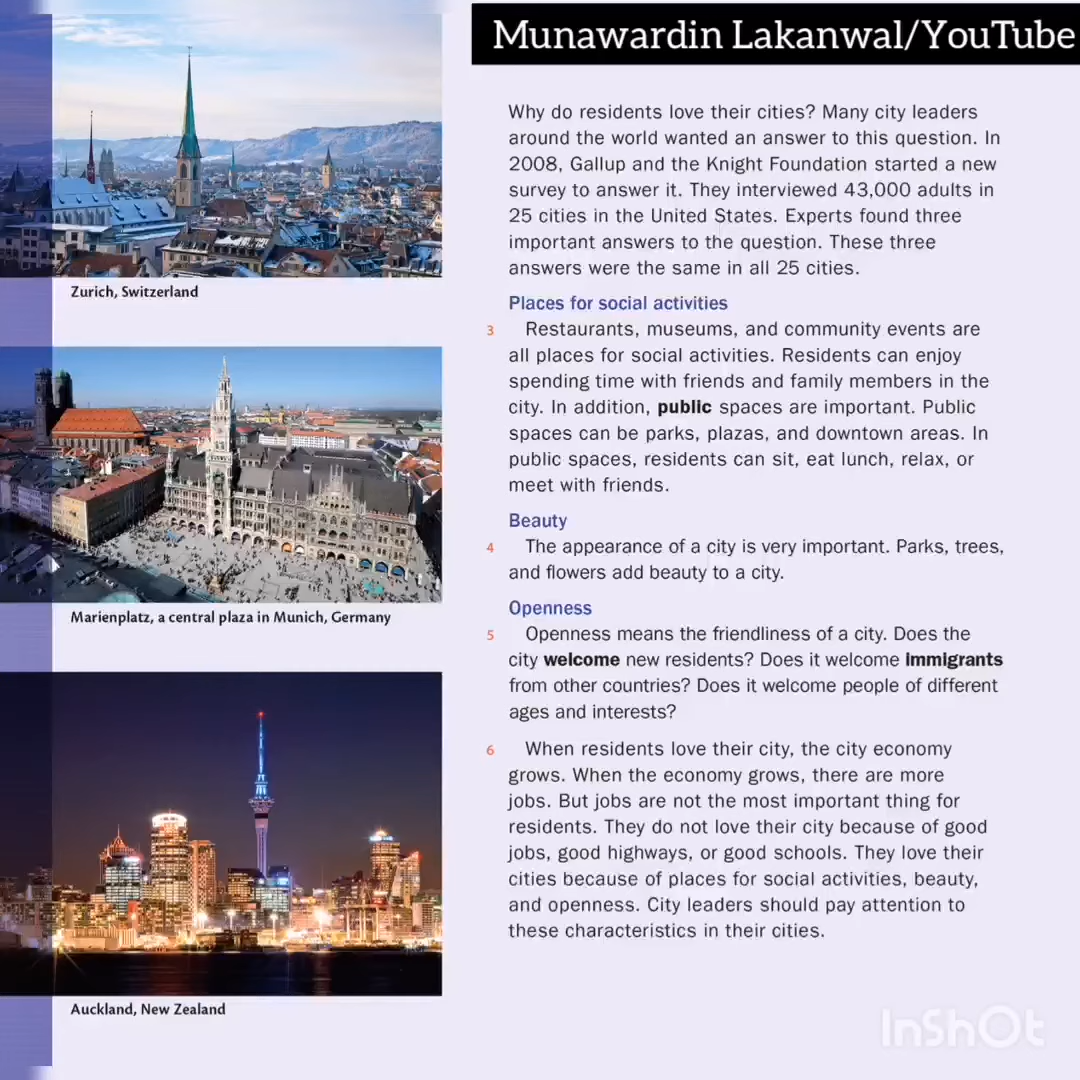 Munawardin Lakanwal/YouTube
Zurich, Switzerland
Marienplatz, a central plaza in Munich, Germany
Auckland, New Zealand
Why do residents love their cities? Many city leaders
around the world wanted an answer to this question. In
2008, Gallup and the Knight Foundation started a new
survey to answer it. They interviewed 43,000 adults in
25 cities in the United States. Experts found three
important answers to the question. These three
answers were the same in all 25 cities.
Places for social activities
3 Restaurants, museums, and community events are
all places for social activities. Residents can enjoy
spending time with friends and family members in the
city. In addition, public spaces are important. Public
spaces can be parks, plazas, and downtown areas. In
public spaces, residents can sit, eat lunch, relax, or
meet with friends.
Beauty
4 The appearance of a city is very important. Parks, trees,
and flowers add beauty to a city.
Openness
5 Openness means the friendliness of a city. Does the
city welcome new residents? Does it welcome immigrants
from other countries? Does it welcome people of different
ages and interests?
6 When residents love their city, the city economy
grows. When the economy grows, there are more
jobs. But jobs are not the most important thing for
residents. They do not love their city because of good
jobs, good highways, or good schools. They love their
cities because of places for social activities, beauty,
and openness. City leaders should pay attention to
these characteristics in their cities.
InShOt